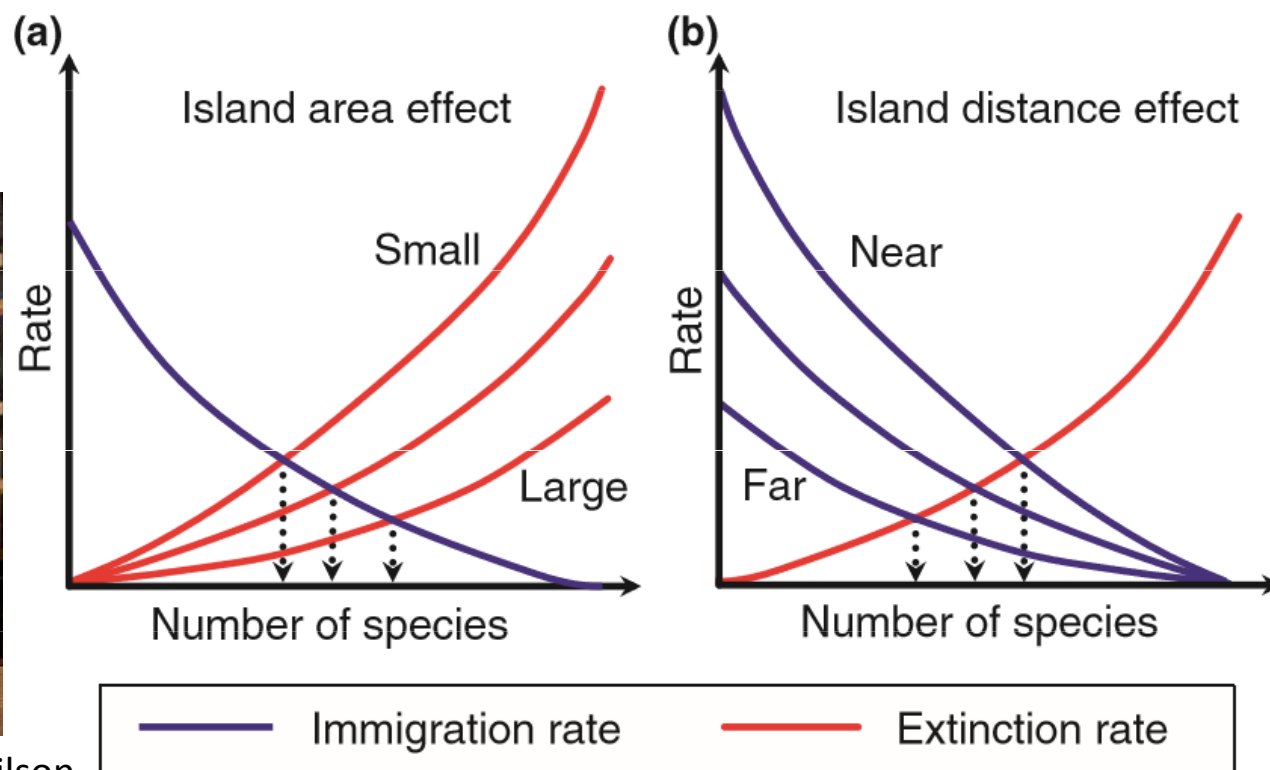 (a)
Island area effect
Small
Large
Rate
Number of species
(b)
Island distance effect
Near
Far
Rate
Number of species
Immigration rate
Extinction rate